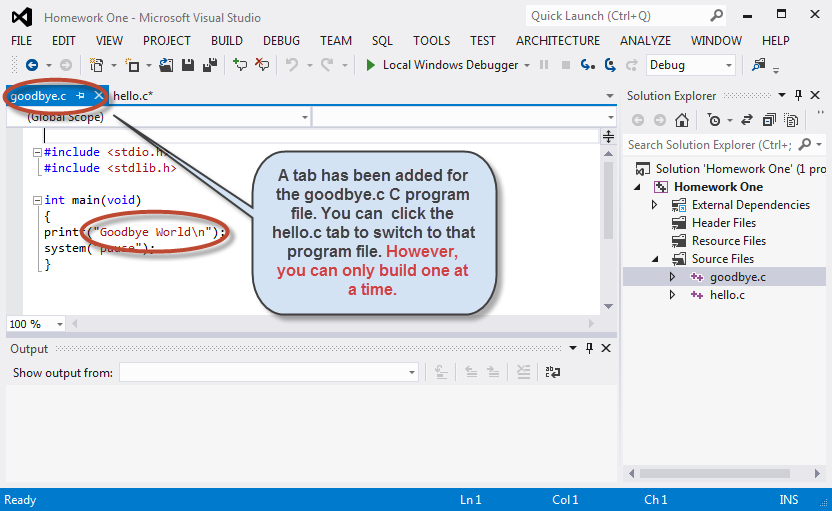 Homework One - Microsoft Visual Studio
Quick Launch (Ctrl+Q)
FILE EDIT VIEW PROJECT BUILD DEBUG TEAM SQL TOOLS TEST ARCHITECTURE ANALYZE WINDOW HELP
Local Windows Debugger Debug
goodbye.c hello.c*
(Global Scope)
#include <stdio.h>
#include <stdlib.h>
int main(void)
{
printf("Goodbye World\n");
system("pause");
}
A tab has been added for
the goodbye.c C program
file. You can click the
hello.c tab to switch to that
program file. However,
you can only build one at
a time.
100 %
Output
Show output from:
Solution Explorer
Search Solution Explorer (Ctrl+;
Solution 'Homework One' (1 pro
Homework One
External Dependencies
Header Files
Resource Files
Source Files
goodbye.c
hello.c
Ready Ln 1 Col 1 Ch 1 INS